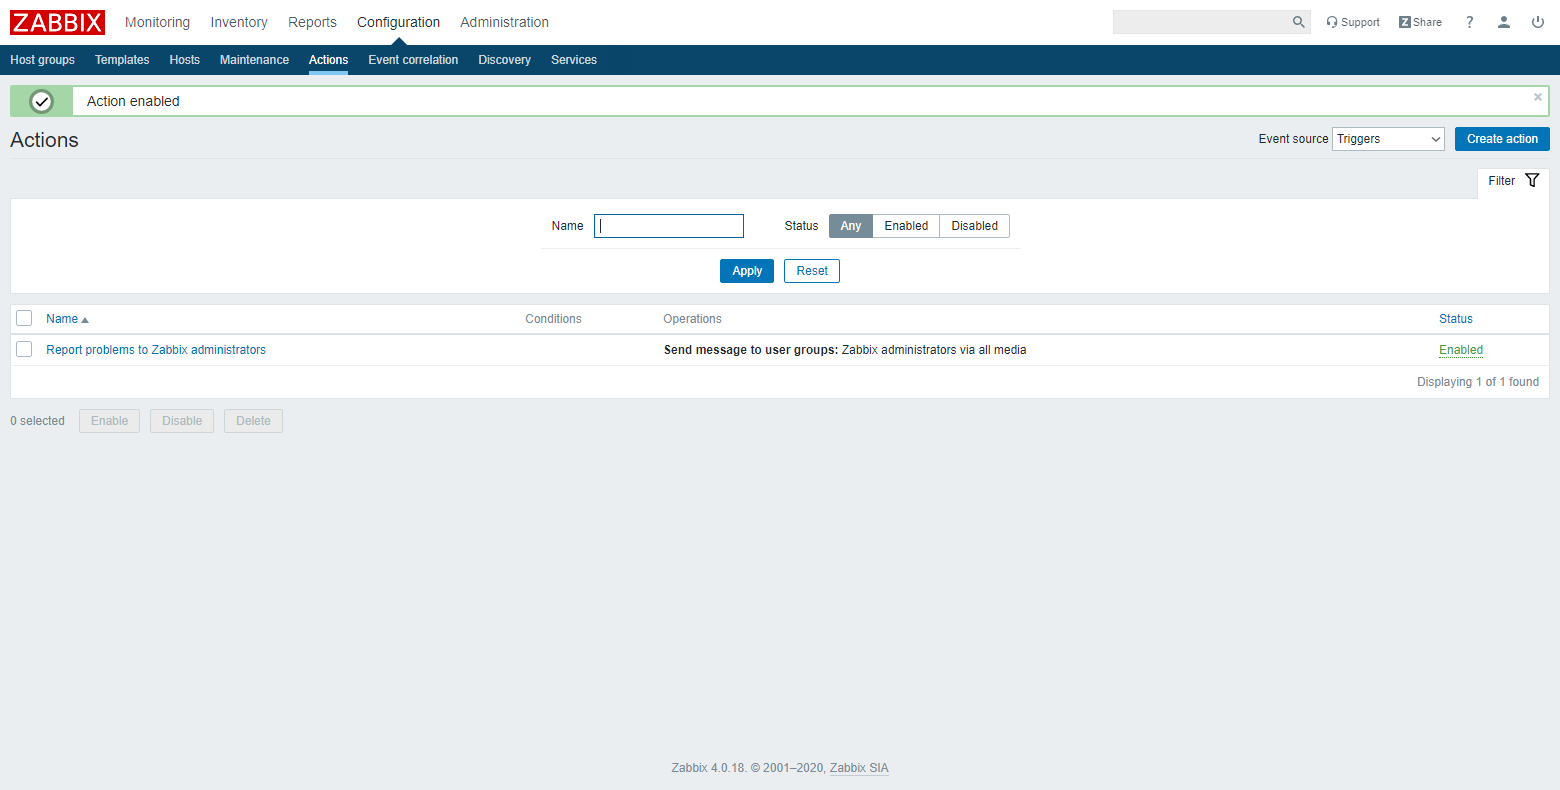 ZABBIX Monitoring Inventory Reports Configuration Administration Support Z Share ?
Host groups Templates Hosts Maintenance Actions Event correlation Discovery Services
Action enabled ×
Actions Event source Triggers Create action
Filter
Name Status Any Enabled Disabled
Apply Reset
Name Conditions Operations Status
Report problems to Zabbix administrators Send message to user groups: Zabbix administrators via all media Enabled
Displaying 1 of 1 found
0 selected Enable Disable Delete
Zabbix 4.0.18. © 2001–2020, Zabbix SIA